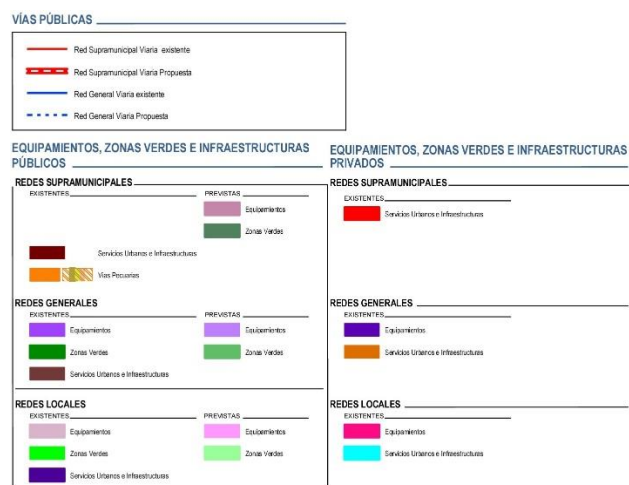 VÍAS PÚBLICAS
Red Supramunicipal Viaria existente
Red Supramunicipal Viaria Propuesta
Red General Viaria existente
Red General Viaria Propuesta
EQUIPAMIENTOS, ZONAS VERDES E INFRAESTRUCTURAS
PÚBLICOS
REDES SUPRAMUNICIPALES
EXISTENTES
PREVISTAS
Equipamientos
Zonas Verdes
Servicios Urbanos e Infraestructuras
Vías Pecuarias
REDES GENERALES
EXISTENTES
PREVISTAS
Equipamientos
Equipamientos
Zonas Verdes
Zonas Verdes
Servicios Urbanos e Infraestructuras
REDES LOCALES
EXISTENTES
PREVISTAS
Equipamientos
Equipamientos
Zonas Verdes
Zonas Verdes
Servicios Urbanos e Infraestructuras
EQUIPAMIENTOS, ZONAS VERDES E INFRAESTRUCTURAS
PRIVADOS
REDES SUPRAMUNICIPALES
EXISTENTES
Servicios Urbanos e Infraestructuras
REDES GENERALES
EXISTENTES
Equipamientos
Servicios Urbanos e Infraestructuras
REDES LOCALES
EXISTENTES
Equipamientos
Servicios Urbanos e Infraestructuras